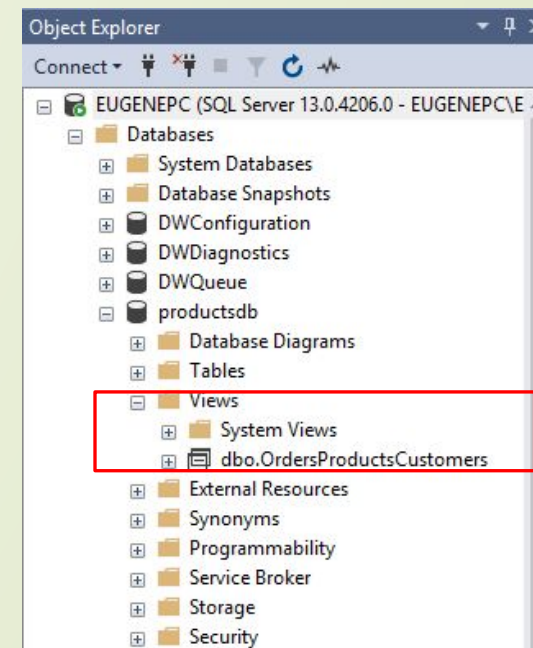 Object Explorer
Connect
EUGENEPC (SQL Server 13.0.4206.0 - EUGENEPC\E
Databases
System Databases
Database Snapshots
DWConfiguration
DWDiagnostics
DWQueue
productsdb
Database Diagrams
Tables
Views
System Views
dbo.OrdersProductsCustomers
External Resources
Synonyms
Programmability
Service Broker
Storage
Security